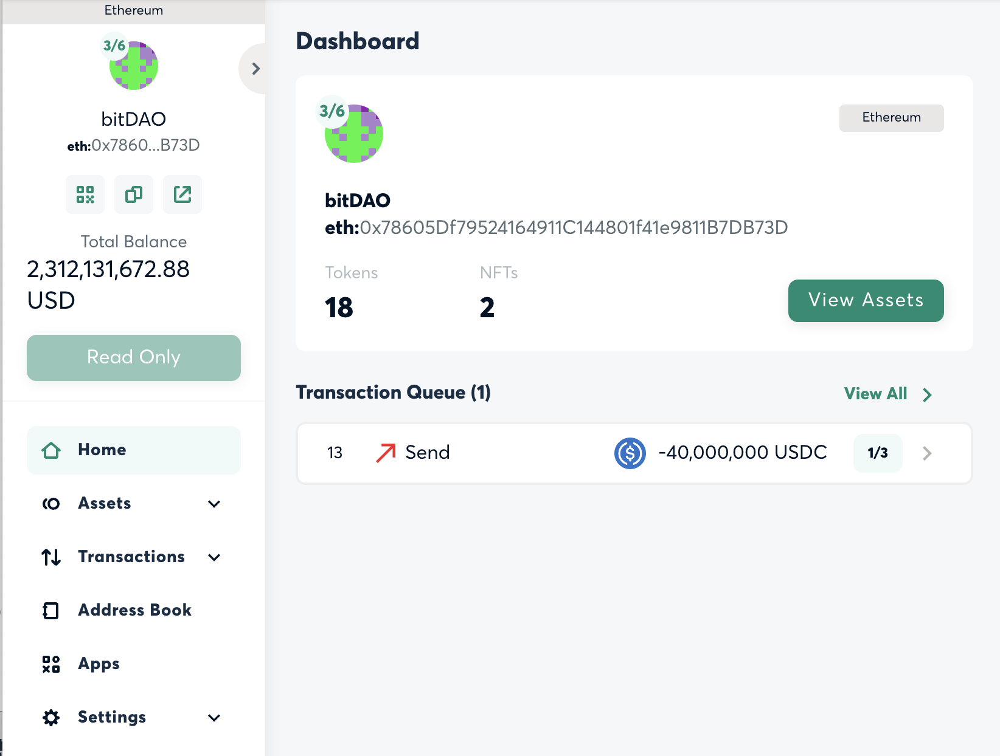 Ethereum
3/6
bitDAO
eth:0x7860...B73D
Total Balance
2,312,131,672.88
USD
Read Only
Home
Assets
Transactions
Address Book
Apps
Settings
Dashboard
3/6
Ethereum
bitDAO
eth:0x78605Df79524164911C144801f41e9811B7DB73D
Tokens
NFTs
18
2
View Assets
Transaction Queue (1)
View All
13
Send
-40,000,000 USDC
1/3